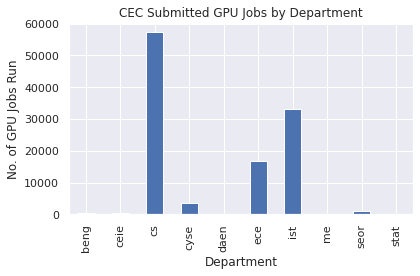 CEC Submitted GPU Jobs by Department
60000
50000
40000
30000
20000
10000
0
No. of GPU Jobs Run
beng
ceie
cs
cyse
daen
ece
ist
me
seor
stat
Department